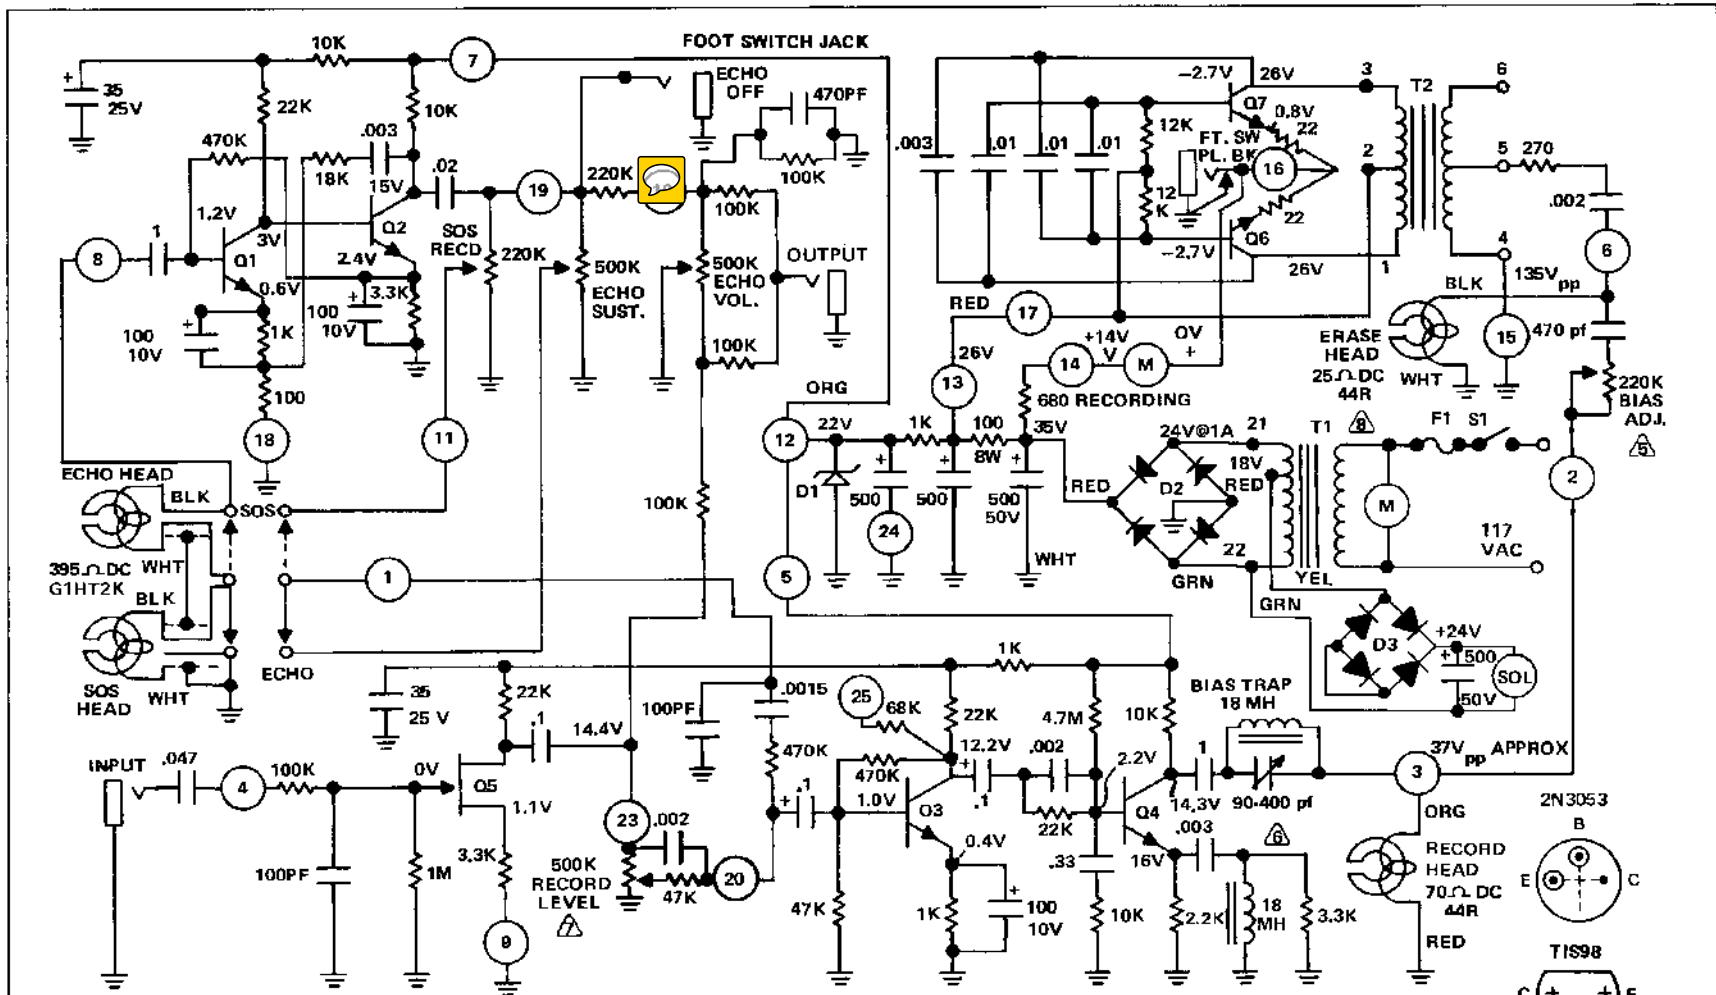 FOOT SWITCH JACK
10K
7
+
35
25V
22K
10K
470K
.003
18K
15V
.02
19
220K
ECHO
OFF
470PF
100K
100K
1.2V
3V
Q1
Q2
2.4V
0.6V
8
1
SOS
RECD
220K
500K
ECHO
SUST.
500K
ECHO
VOL.
OUTPUT
3.3K
+
100
10V
1K
+
100
10V
100
18
11
100K
100K
ECHO HEAD
BLK
SOS
WHT
395Ω DC
G1HT2K
BLK
1
SOS
HEAD
WHT
ECHO
-2.7V
26V
3
T2
6
Q7
0.8V
22
12K
FT. SW
PL. BK
16
.003
.01
.01
.01
2
5
270
.002
12
K
22
Q6
-2.7V
26V
1
4
6
135Vpp
BLK
RED
17
+14V
V
0V
+
14
M
26V
13
680 RECORDING
ERASE
HEAD
25Ω DC
44R
WHT
15
470 pf
220K
BIAS
ADJ.
5
ORG
12
22V
1K
100
8W
35V
24V@1A
21
T1
8
F1
S1
18V
RED
D1
+
500
+
500
+
500
50V
RED
D2
24
M
2
117
VAC
WHT
22
GRN
YEL
5
GRN
D3
+24V
+
500
50V
SOL
35
25 V
22K
.1
14.4V
100PF
.0015
25
68K
22K
1K
4.7M
10K
BIAS TRAP
18 MH
470K
470K
12.2V
.002
2.2V
1
37Vpp APPROX
3
INPUT
.047
4
100K
0V
Q5
1.1V
+
.1
1.0V
Q3
+
.1
22K
Q4
14.3V
90-400 pf
6
ORG
2N3053
B
E
C
23
.002
500K
RECORD
LEVEL
7
47K
20
0.4V
.33
16V
.003
RECORD
HEAD
70Ω DC
44R
100PF
1M
3.3K
9
47K
1K
+
100
10V
10K
2.2K
18
MH
3.3K
RED
TIS98
C
E